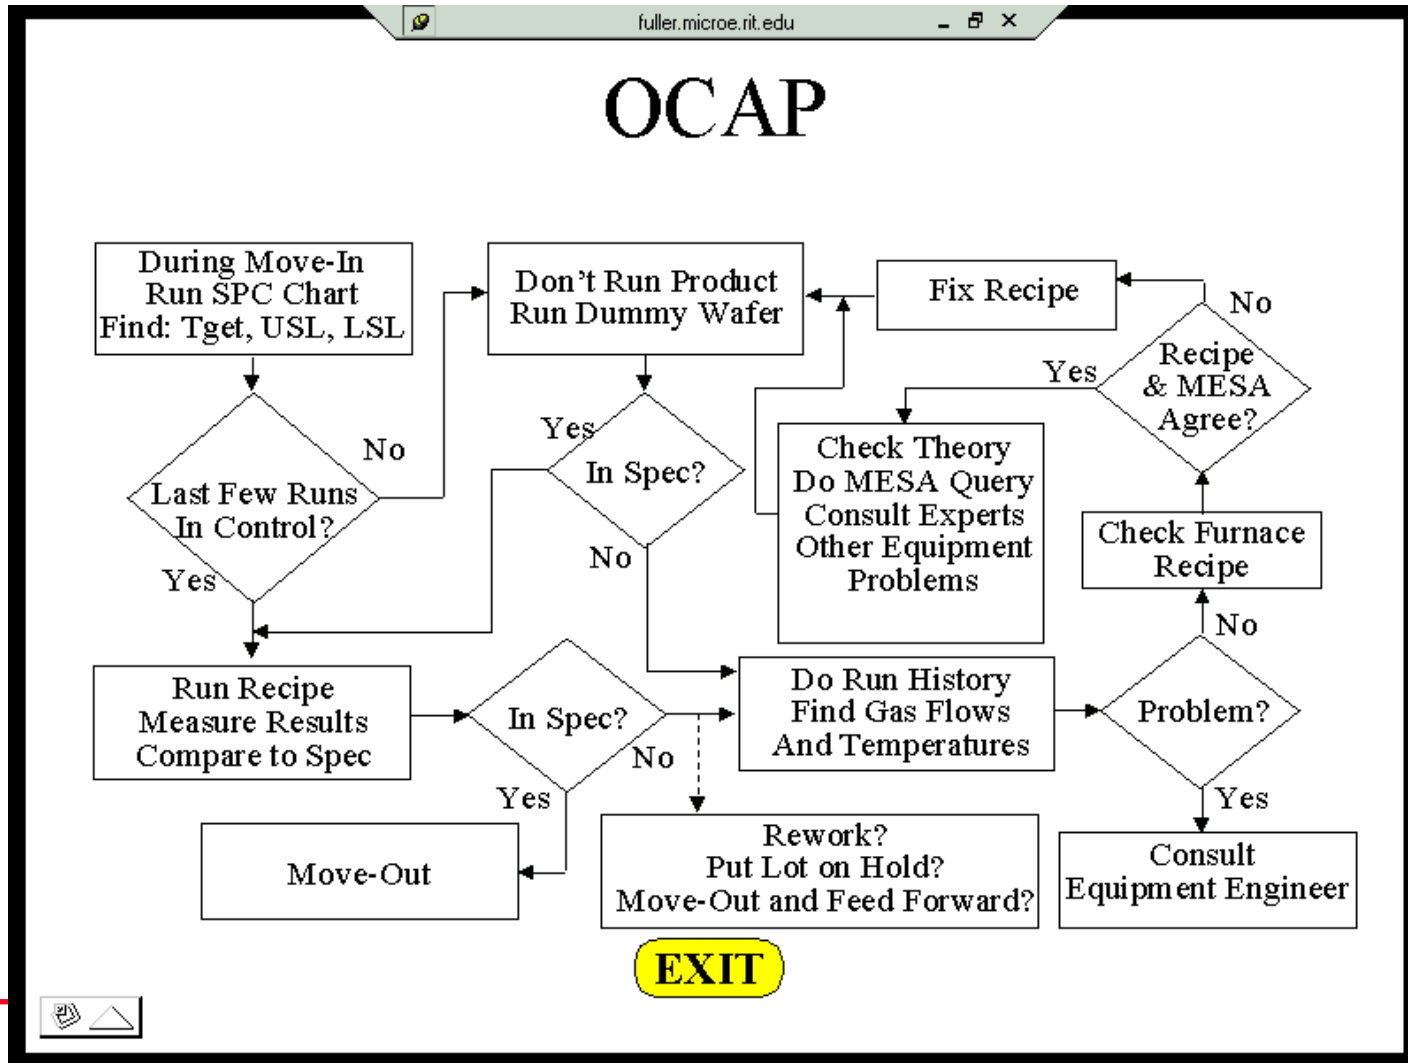 fuller.microe.rit.edu
OCAP
During Move-In
Run SPC Chart
Find: Tget, USL, LSL
Don't Run Product
Run Dummy Wafer
Fix Recipe
No
Recipe
& MESA
Agree?
Yes
No
Last Few Runs
In Control?
Yes
Yes
In Spec?
No
Check Theory
Do MESA Query
Consult Experts
Other Equipment
Problems
Check Furnace
Recipe
No
Run Recipe
Measure Results
Compare to Spec
In Spec?
No
Yes
Do Run History
Find Gas Flows
And Temperatures
Problem?
Yes
Move-Out
Rework?
Put Lot on Hold?
Move-Out and Feed Forward?
Consult
Equipment Engineer
EXIT